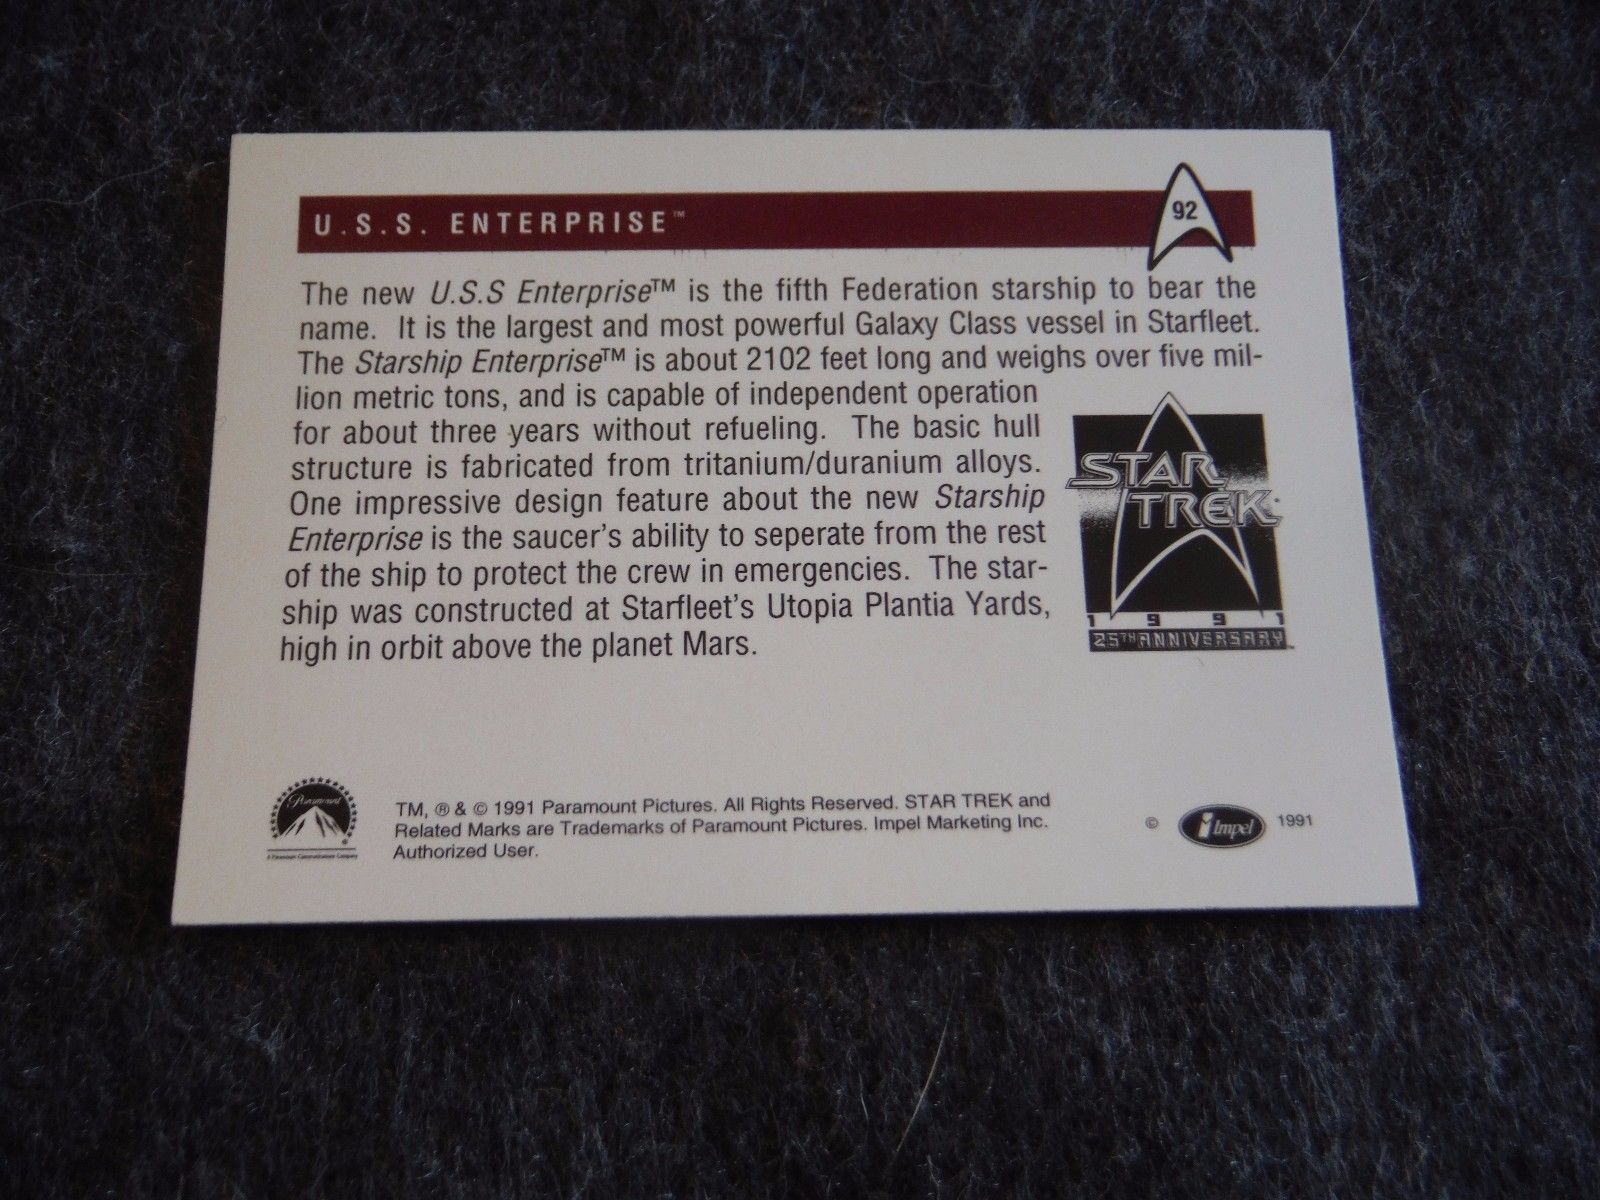 U.S.S. ENTERPRISE™
92
The new U.S.S Enterprise™ is the fifth Federation starship to bear the
name.  It is the largest and most powerful Galaxy Class vessel in Starfleet.
The Starship Enterprise™ is about 2102 feet long and weighs over five mil-
lion metric tons, and is capable of independent operation
for about three years without refueling.  The basic hull
structure is fabricated from tritanium/duranium alloys.
One impressive design feature about the new Starship
Enterprise is the saucer's ability to seperate from the rest
of the ship to protect the crew in emergencies.  The star-
ship was constructed at Starfleet's Utopia Plantia Yards,
high in orbit above the planet Mars.
STAR
TREK
1991
25TH ANNIVERSARY™
Paramount
A Paramount Communications Company
TM, ® & © 1991 Paramount Pictures. All Rights Reserved. STAR TREK and
Related Marks are Trademarks of Paramount Pictures. Impel Marketing Inc.
Authorized User.
© Impel 1991